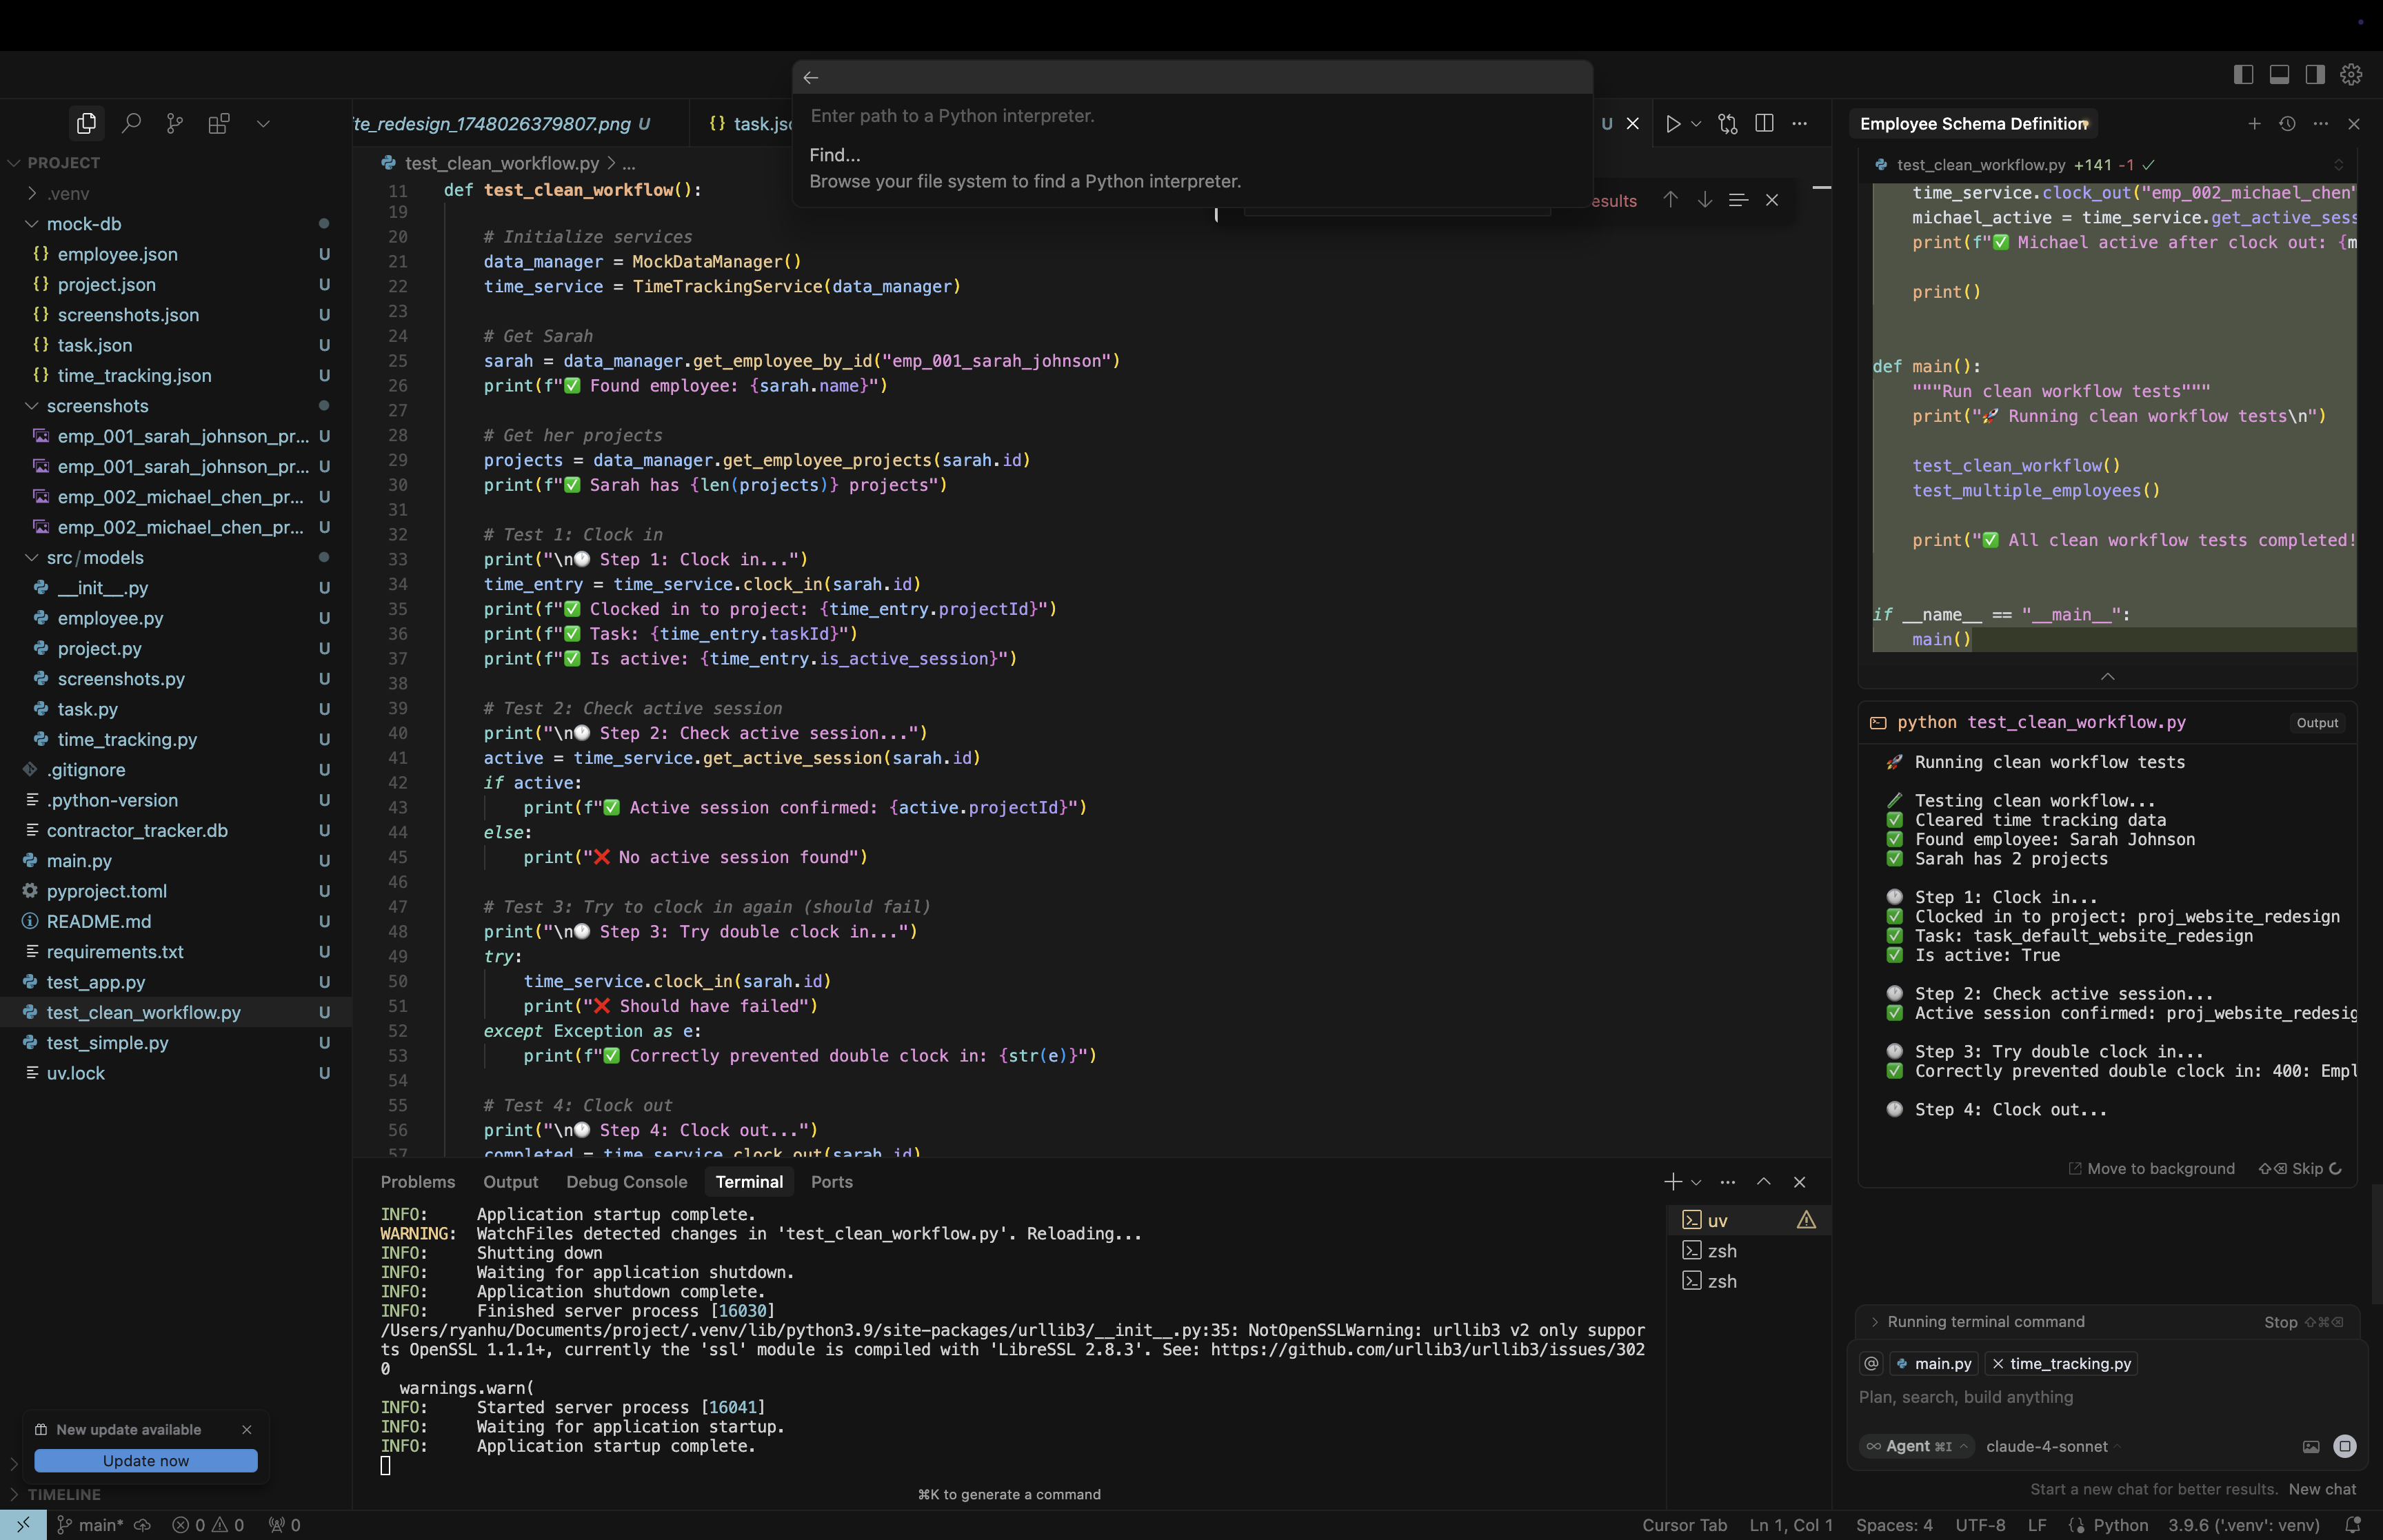 Enter path to a Python interpreter.
Find...
Browse your file system to find a Python interpreter.
te_redesign_1748026379807.png U
{} task.js
U
test_clean_workflow.py > ...
esults
PROJECT
.venv
mock-db
{} employee.json U
{} project.json U
{} screenshots.json U
{} task.json U
{} time_tracking.json U
screenshots
emp_001_sarah_johnson_pr... U
emp_001_sarah_johnson_pr... U
emp_002_michael_chen_pr... U
emp_002_michael_chen_pr... U
src/models
__init__.py U
employee.py U
project.py U
screenshots.py U
task.py U
time_tracking.py U
.gitignore U
.python-version U
contractor_tracker.db U
main.py U
pyproject.toml U
README.md U
requirements.txt U
test_app.py U
test_clean_workflow.py U
test_simple.py U
uv.lock U
New update available
Update now
TIMELINE
11 def test_clean_workflow():
19
20 # Initialize services
21 data_manager = MockDataManager()
22 time_service = TimeTrackingService(data_manager)
23
24 # Get Sarah
25 sarah = data_manager.get_employee_by_id("emp_001_sarah_johnson")
26 print(f"✅ Found employee: {sarah.name}")
27
28 # Get her projects
29 projects = data_manager.get_employee_projects(sarah.id)
30 print(f"✅ Sarah has {len(projects)} projects")
31
32 # Test 1: Clock in
33 print("\n🕐 Step 1: Clock in...")
34 time_entry = time_service.clock_in(sarah.id)
35 print(f"✅ Clocked in to project: {time_entry.projectId}")
36 print(f"✅ Task: {time_entry.taskId}")
37 print(f"✅ Is active: {time_entry.is_active_session}")
38
39 # Test 2: Check active session
40 print("\n🕐 Step 2: Check active session...")
41 active = time_service.get_active_session(sarah.id)
42 if active:
43 print(f"✅ Active session confirmed: {active.projectId}")
44 else:
45 print("❌ No active session found")
46
47 # Test 3: Try to clock in again (should fail)
48 print("\n🕐 Step 3: Try double clock in...")
49 try:
50 time_service.clock_in(sarah.id)
51 print("❌ Should have failed")
52 except Exception as e:
53 print(f"✅ Correctly prevented double clock in: {str(e)}")
54
55 # Test 4: Clock out
56 print("\n🕐 Step 4: Clock out...")
57 completed = time_service.clock_out(sarah.id)
Problems Output Debug Console Terminal Ports
INFO: Application startup complete.
WARNING: WatchFiles detected changes in 'test_clean_workflow.py'. Reloading...
INFO: Shutting down
INFO: Waiting for application shutdown.
INFO: Application shutdown complete.
INFO: Finished server process [16030]
/Users/ryanhu/Documents/project/.venv/lib/python3.9/site-packages/urllib3/__init__.py:35: NotOpenSSLWarning: urllib3 v2 only suppor
ts OpenSSL 1.1.1+, currently the 'ssl' module is compiled with 'LibreSSL 2.8.3'. See: https://github.com/urllib3/urllib3/issues/302
0
warnings.warn(
INFO: Started server process [16041]
INFO: Waiting for application startup.
INFO: Application startup complete.
⌘K to generate a command
uv
zsh
zsh
Employee Schema Definition
test_clean_workflow.py +141 -1
time_service.clock_out("emp_002_michael_chen"
michael_active = time_service.get_active_sess
print(f"✅ Michael active after clock out: {m
print()
def main():
"""Run clean workflow tests"""
print("🚀 Running clean workflow tests\n")
test_clean_workflow()
test_multiple_employees()
print("✅ All clean workflow tests completed!
if __name__ == "__main__":
main()
python test_clean_workflow.py Output
🚀 Running clean workflow tests
🧪 Testing clean workflow...
✅ Cleared time tracking data
✅ Found employee: Sarah Johnson
✅ Sarah has 2 projects
🕐 Step 1: Clock in...
✅ Clocked in to project: proj_website_redesign
✅ Task: task_default_website_redesign
✅ Is active: True
🕐 Step 2: Check active session...
✅ Active session confirmed: proj_website_redesig
🕐 Step 3: Try double clock in...
✅ Correctly prevented double clock in: 400: Empl
🕐 Step 4: Clock out...
Move to background ⇧⌫ Skip
Running terminal command Stop ⇧⌘⌫
@ main.py × time_tracking.py
Plan, search, build anything
∞ Agent ⌘I claude-4-sonnet
Start a new chat for better results. New chat
main* 0 0 0
Cursor Tab Ln 1, Col 1 Spaces: 4 UTF-8 LF Python 3.9.6 ('.venv': venv)